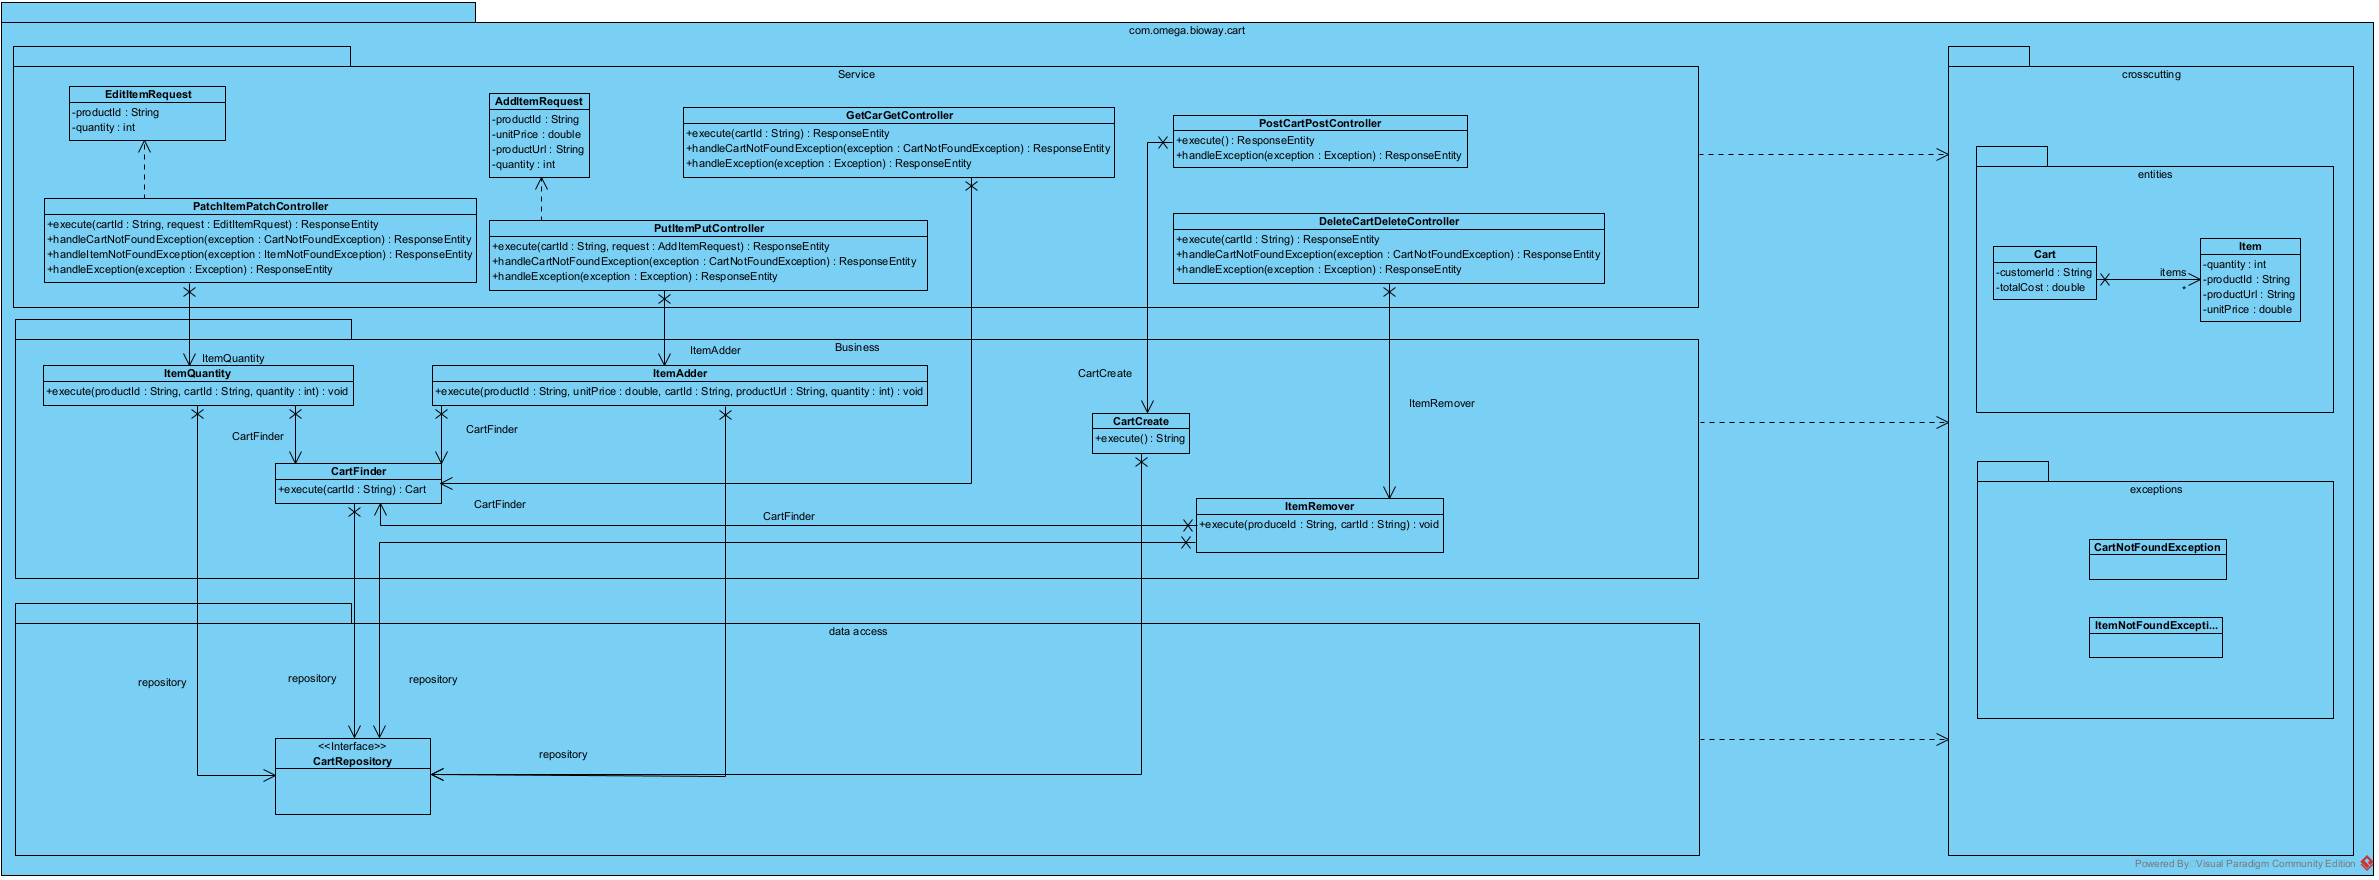 com.omega.bioway.cart
Service
EditItemRequest
-productId : String
-quantity : int
AddItemRequest
-productId : String
-unitPrice : double
-productUrl : String
-quantity : int
GetCarGetController
+execute(cartId : String) : ResponseEntity
+handleCartNotFoundException(exception : CartNotFoundException) : ResponseEntity
+handleException(exception : Exception) : ResponseEntity
PostCartPostController
+execute() : ResponseEntity
+handleException(exception : Exception) : ResponseEntity
PatchItemPatchController
+execute(cartId : String, request : EditItemRquest) : ResponseEntity
+handleCartNotFoundException(exception : CartNotFoundException) : ResponseEntity
+handleItemNotFoundException(exception : ItemNotFoundException) : ResponseEntity
+handleException(exception : Exception) : ResponseEntity
PutItemPutController
+execute(cartId : String, request : AddItemRequest) : ResponseEntity
+handleCartNotFoundException(exception : CartNotFoundException) : ResponseEntity
+handleException(exception : Exception) : ResponseEntity
DeleteCartDeleteController
+execute(cartId : String) : ResponseEntity
+handleCartNotFoundException(exception : CartNotFoundException) : ResponseEntity
+handleException(exception : Exception) : ResponseEntity
Business
ItemQuantity
ItemQuantity
+execute(productId : String, cartId : String, quantity : int) : void
ItemAdder
ItemAdder
+execute(productId : String, unitPrice : double, cartId : String, productUrl : String, quantity : int) : void
CartCreate
CartCreate
+execute() : String
ItemRemover
CartFinder
CartFinder
CartFinder
+execute(cartId : String) : Cart
CartFinder
CartFinder
ItemRemover
+execute(produceId : String, cartId : String) : void
data access
repository
repository
repository
repository
<<Interface>>
CartRepository
crosscutting
entities
Cart
-customerId : String
-totalCost : double
items
*
Item
-quantity : int
-productId : String
-productUrl : String
-unitPrice : double
exceptions
CartNotFoundException
ItemNotFoundExcepti...
Powered By Visual Paradigm Community Edition